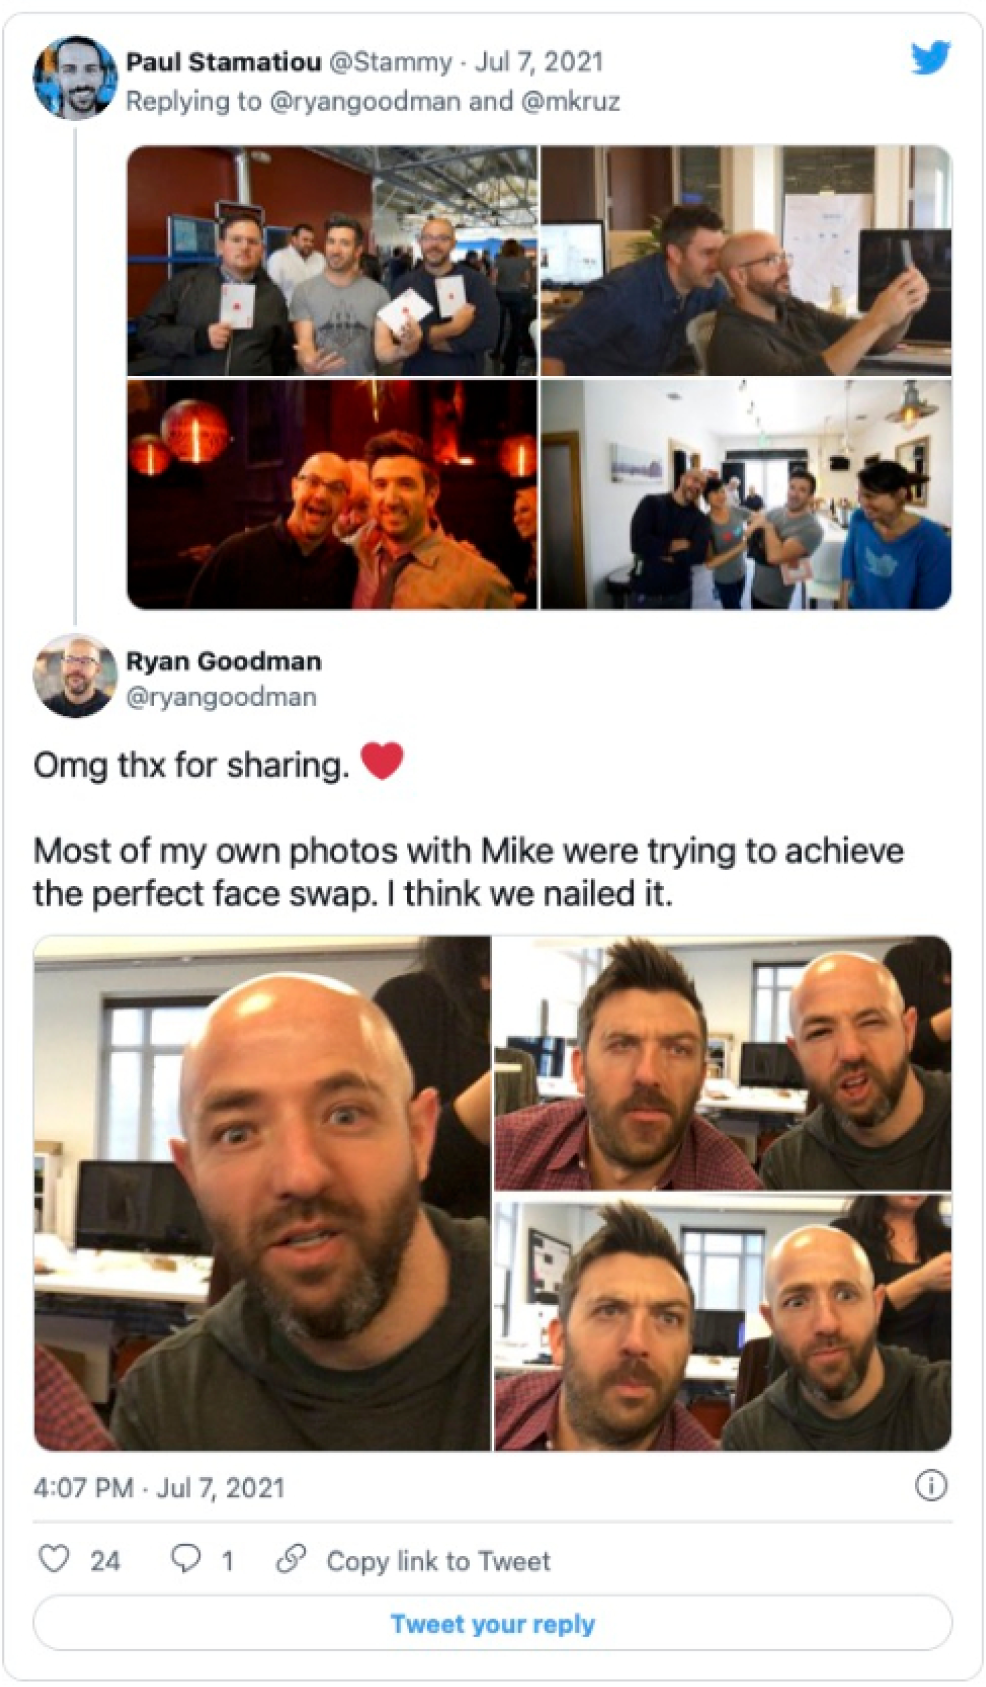 Paul Stamatiou @Stammy · Jul 7, 2021
Replying to @ryangoodman and @mkruz
Ryan Goodman
@ryangoodman
Omg thx for sharing. ❤️
Most of my own photos with Mike were trying to achieve
the perfect face swap. I think we nailed it.
4:07 PM · Jul 7, 2021
24 1 Copy link to Tweet
Tweet your reply